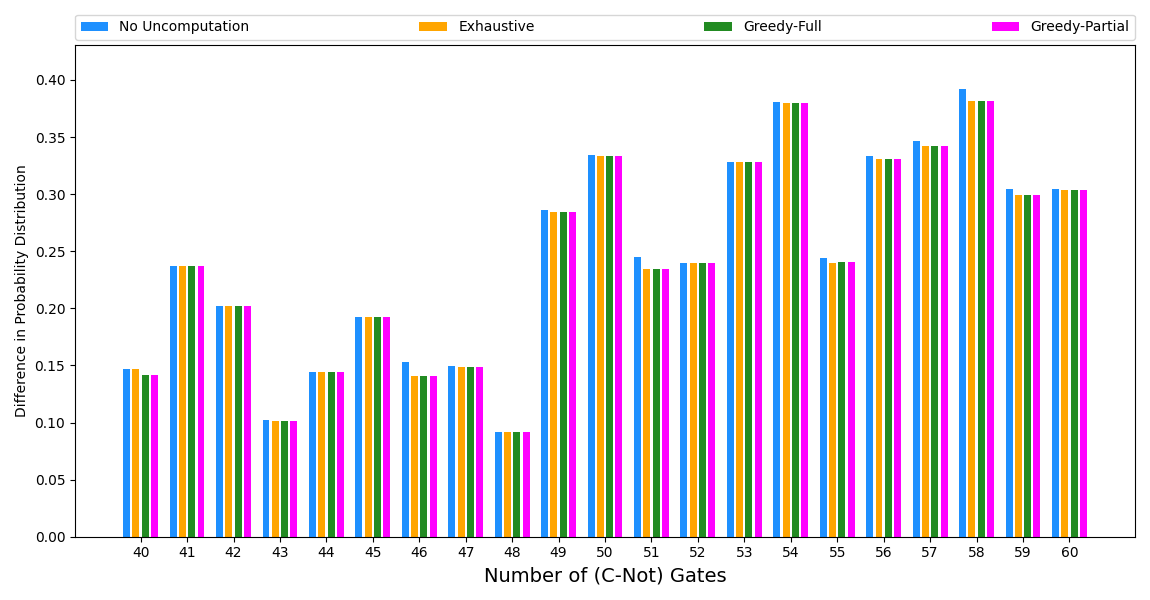 No Uncomputation Exhaustive Greedy-Full Greedy-Partial
Difference in Probability Distribution
0.40
0.35
0.30
0.25
0.20
0.15
0.10
0.05
0.00
40 41 42 43 44 45 46 47 48 49 50 51 52 53 54 55 56 57 58 59 60
Number of (C-Not) Gates